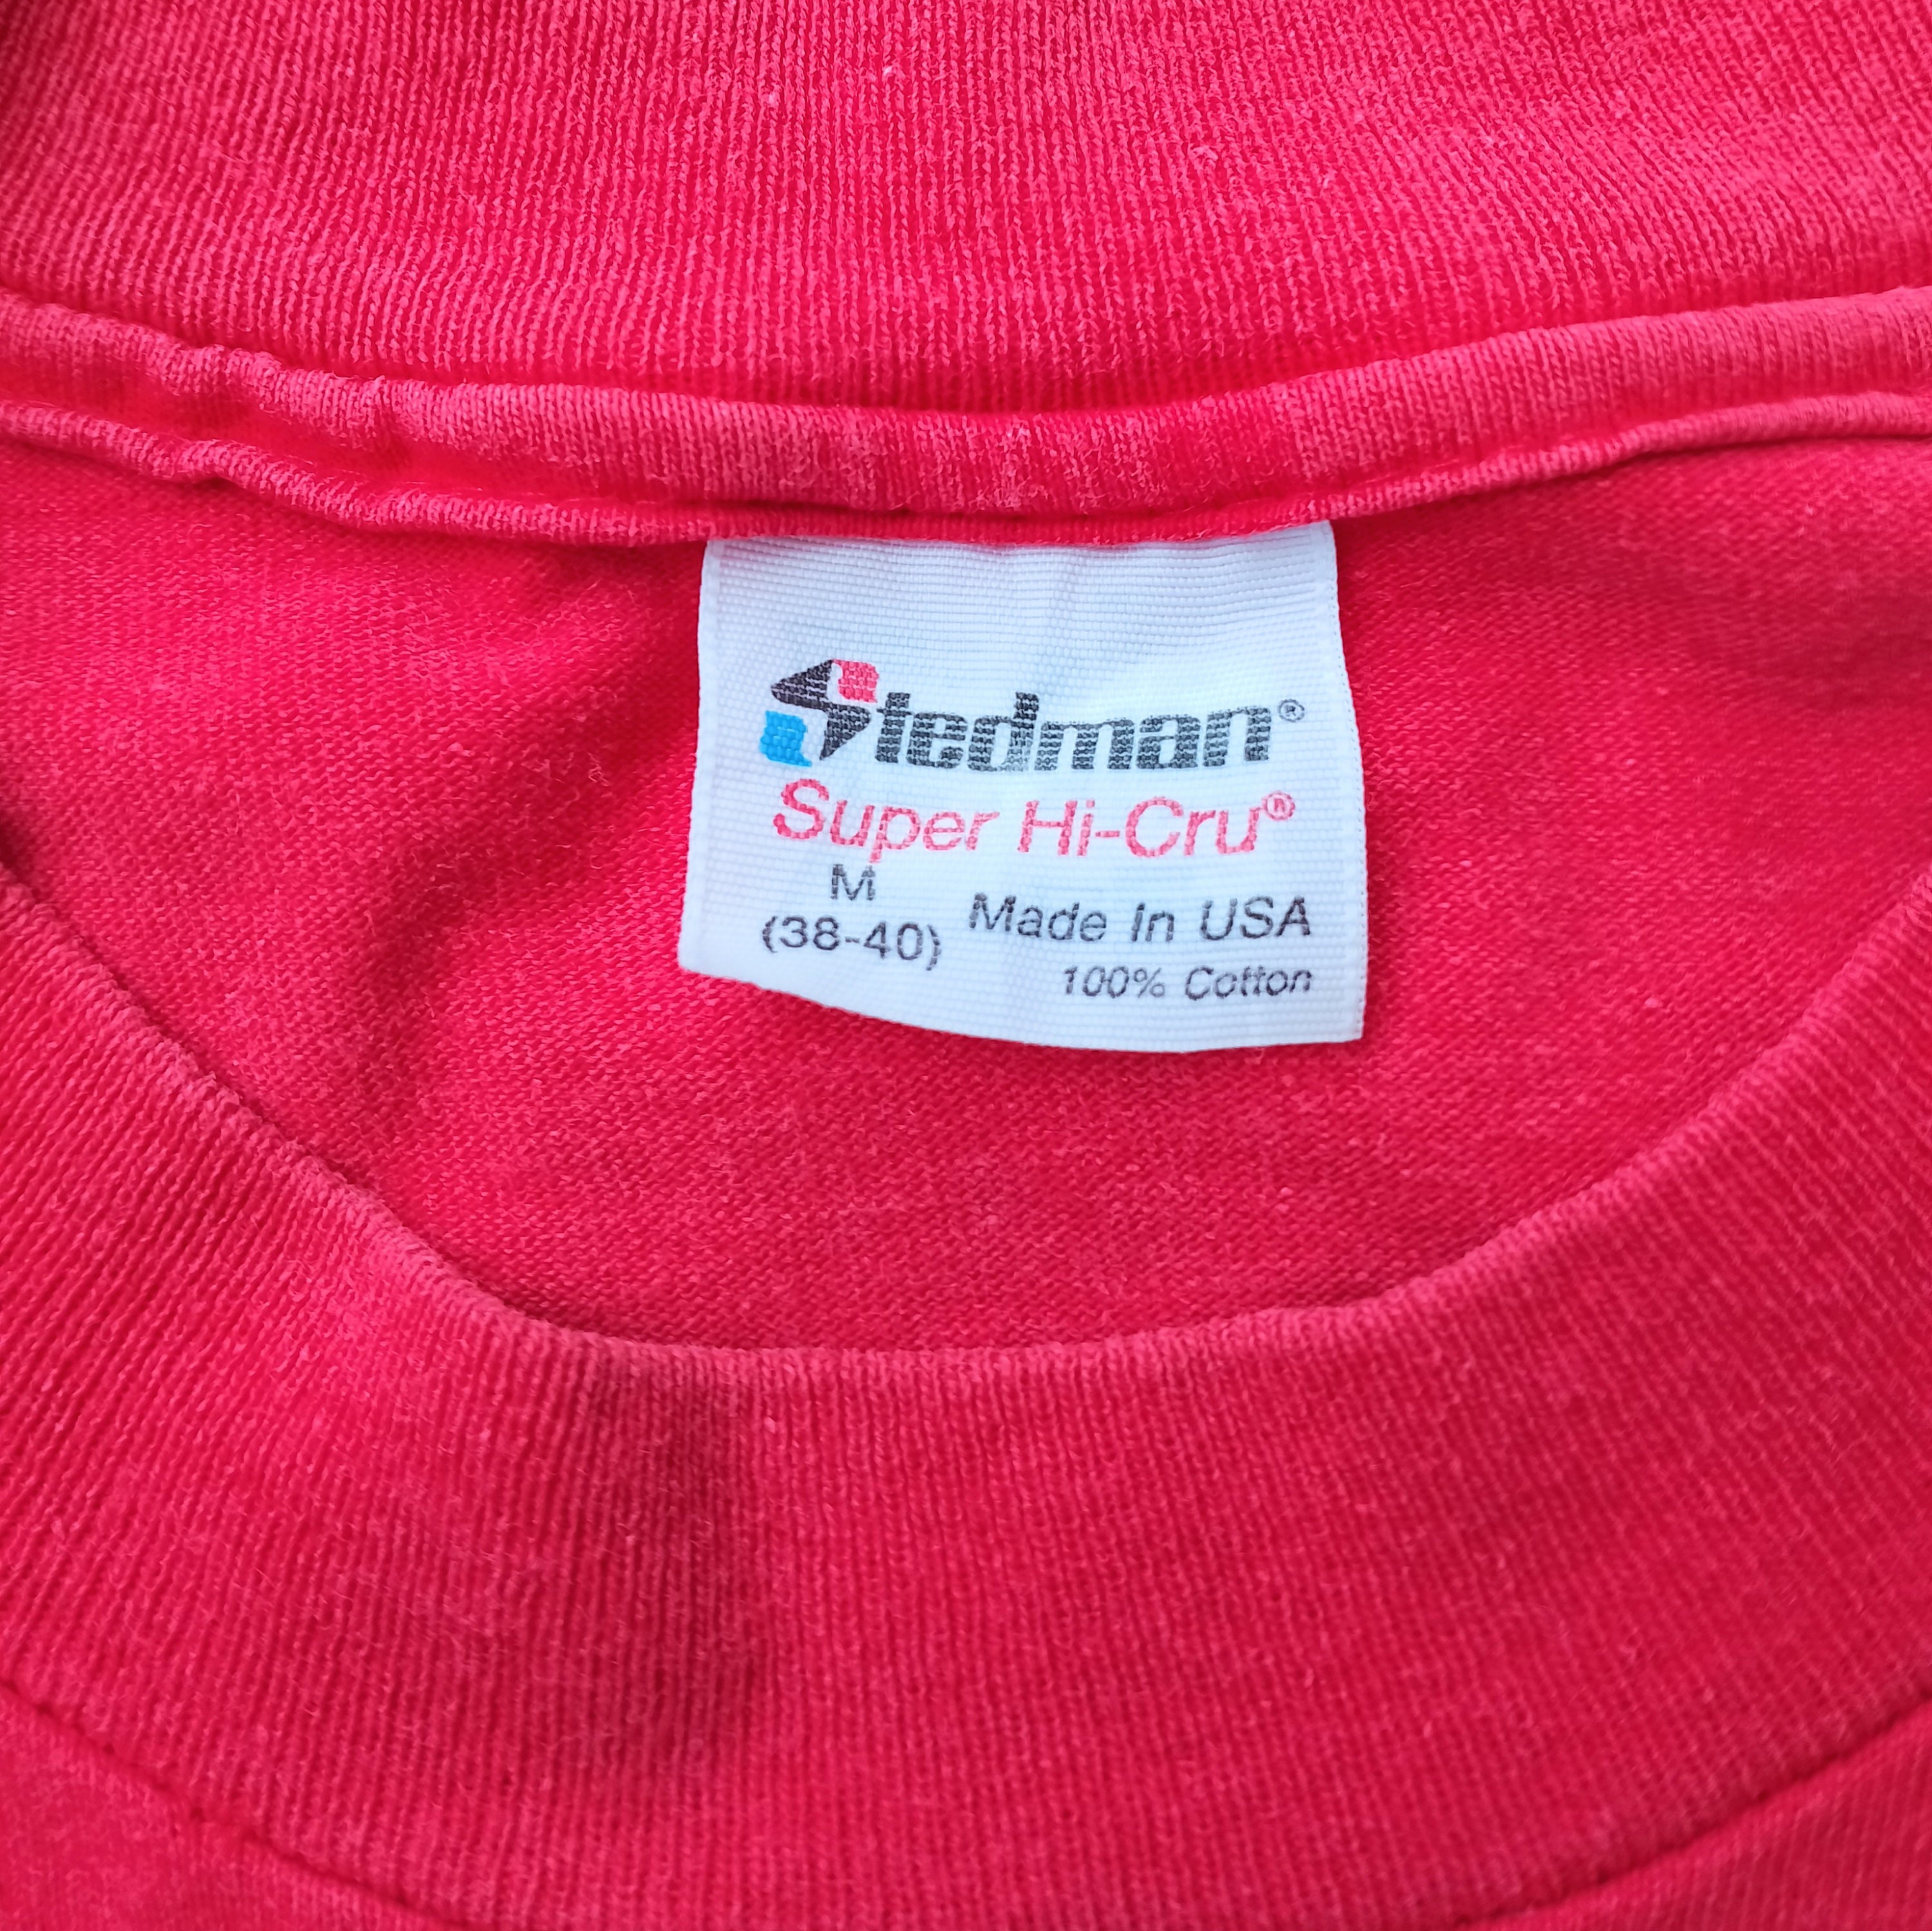 Stedman®
Super Hi-Cru®
M
(38-40)
Made In USA
100% Cotton